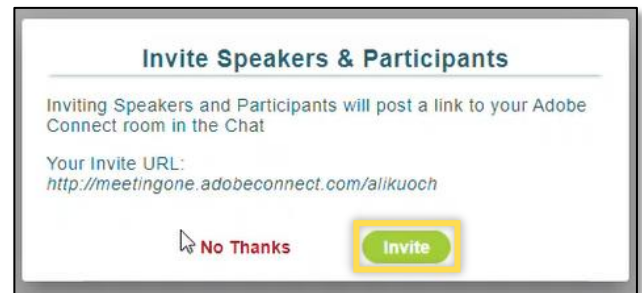 Invite Speakers & Participants
Inviting Speakers and Participants will post a link to your Adobe
Connect room in the Chat
Your Invite URL:
http://meetingone.adobeconnect.com/alikuoch
No Thanks
Invite